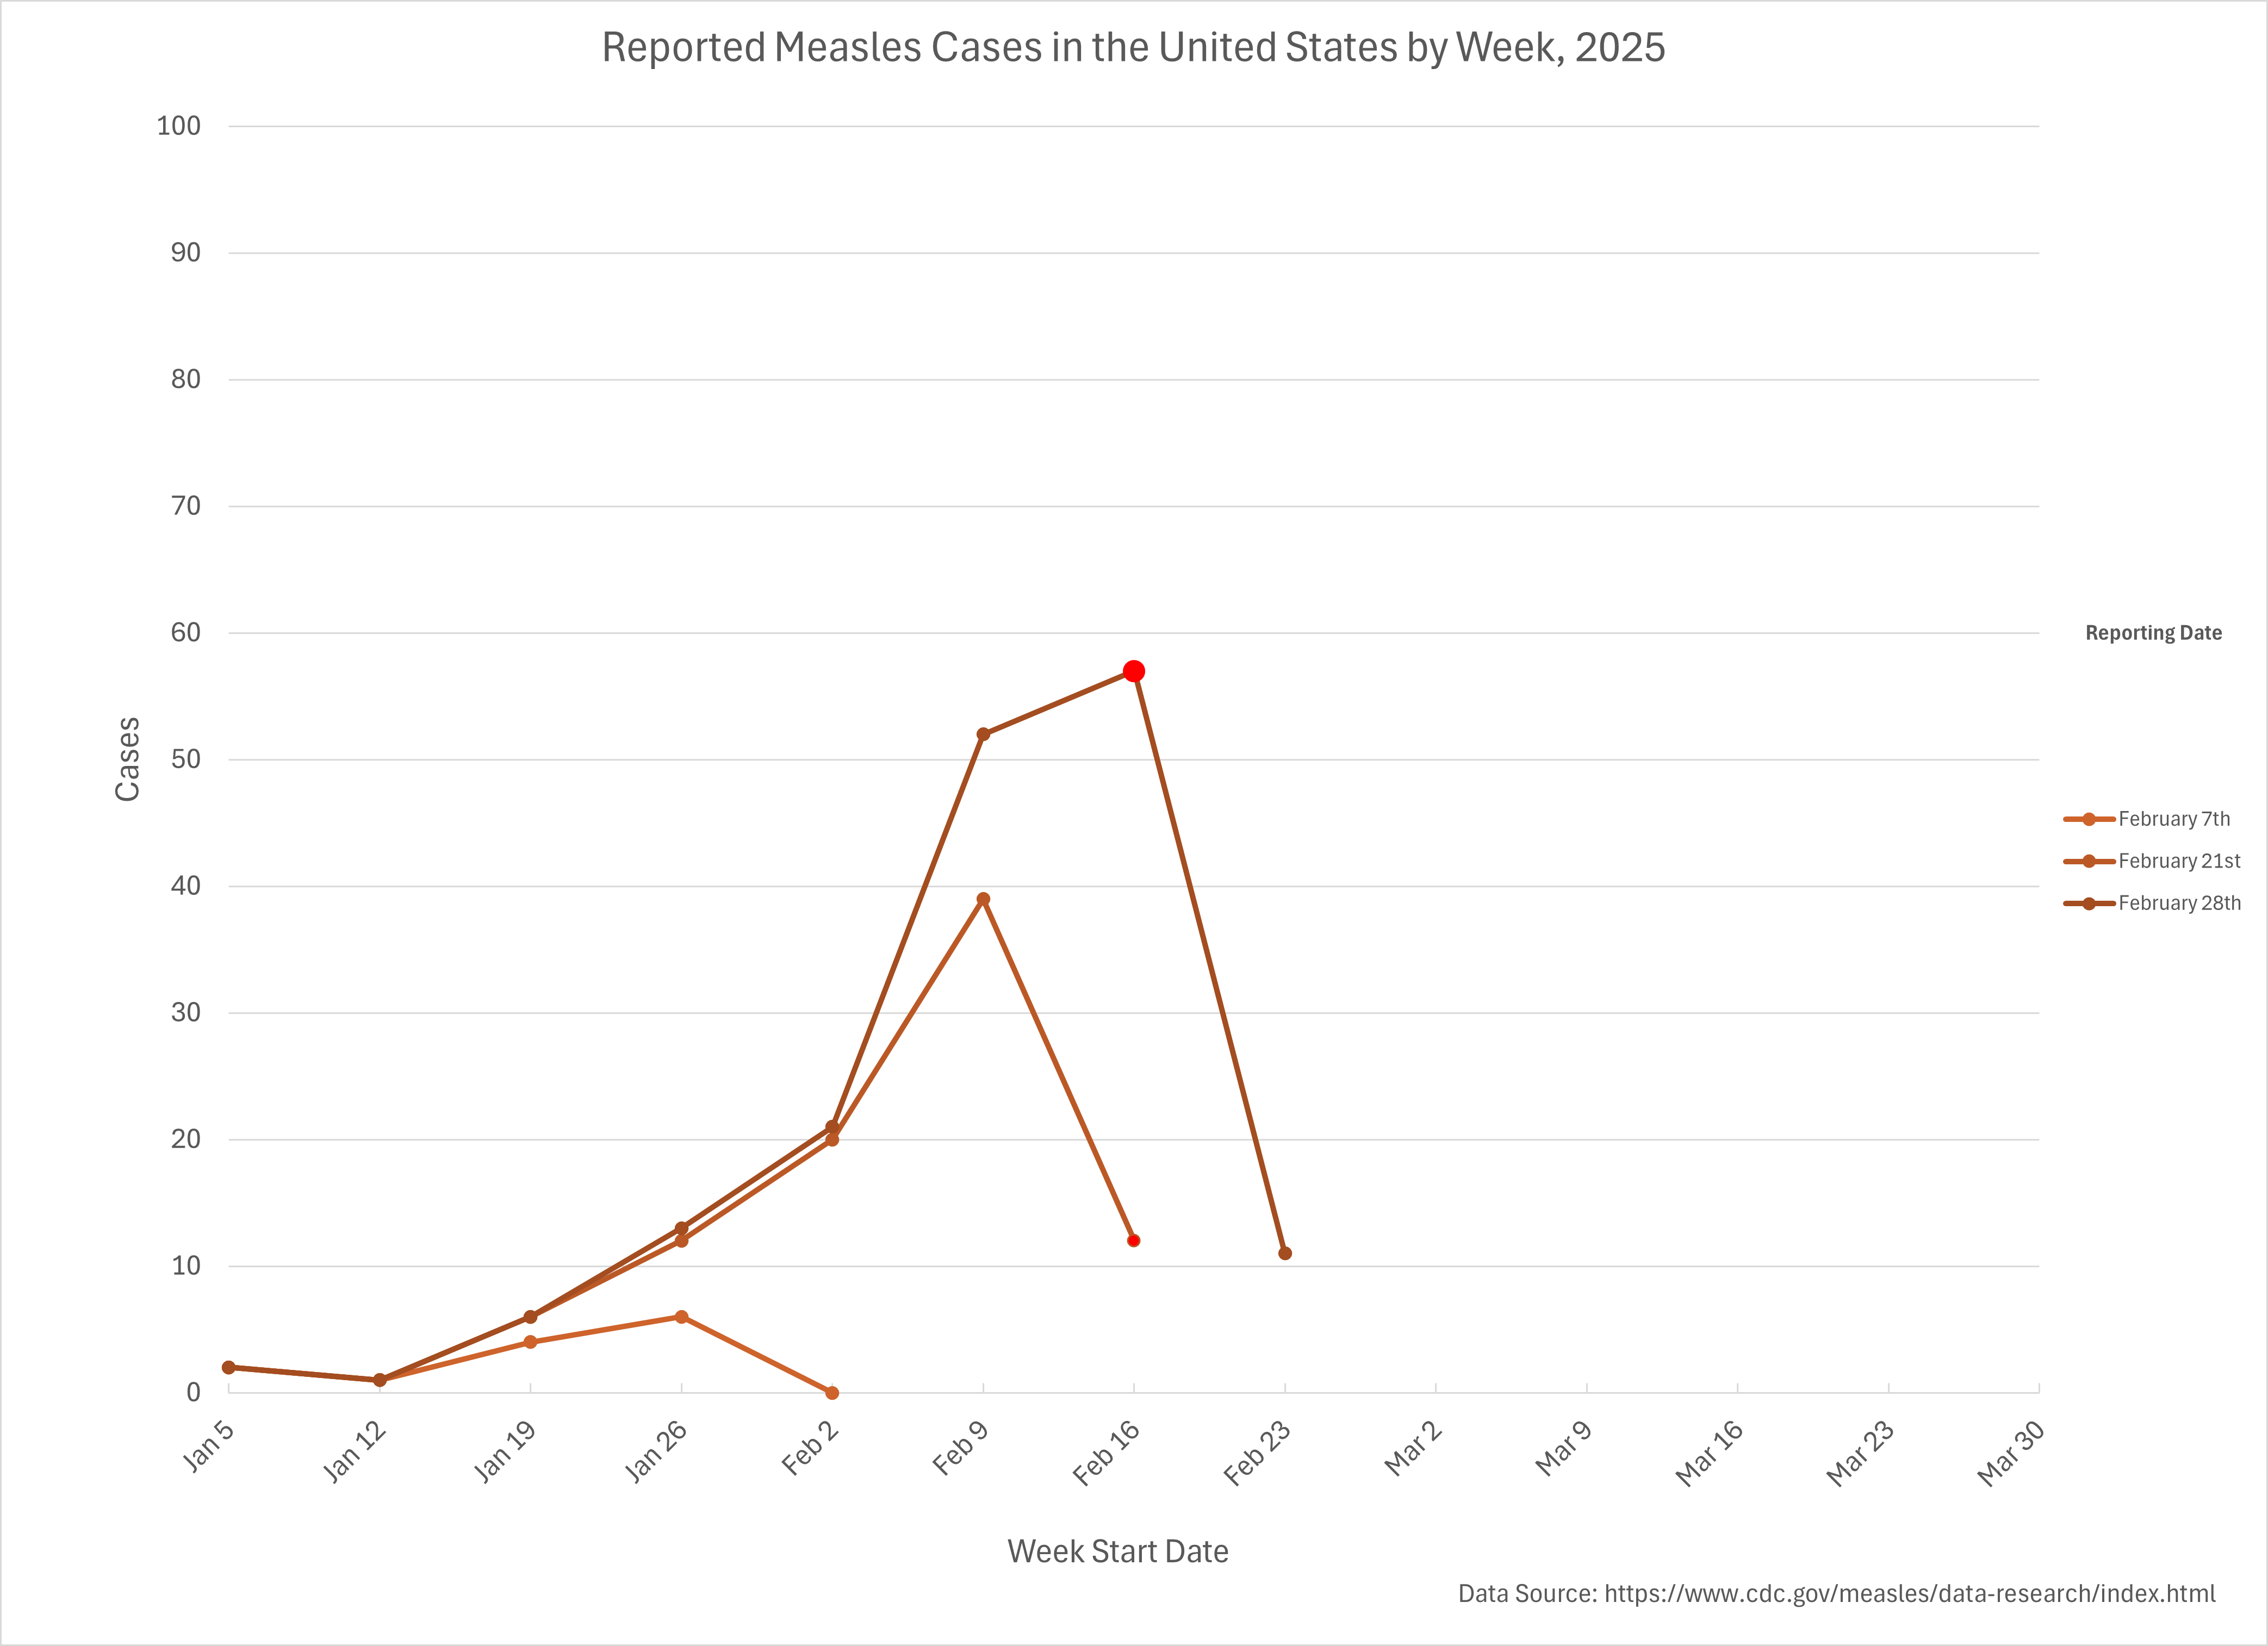 Reported Measles Cases in the United States by Week, 2025
100
90
80
70
60
50
40
30
20
10
0
Cases
Jan 5
Jan 12
Jan 19
Jan 26
Feb 2
Feb 9
Feb 16
Feb 23
Mar 2
Mar 9
Mar 16
Mar 23
Mar 30
Week Start Date
Reporting Date
February 7th
February 21st
February 28th
Data Source: https://www.cdc.gov/measles/data-research/index.html